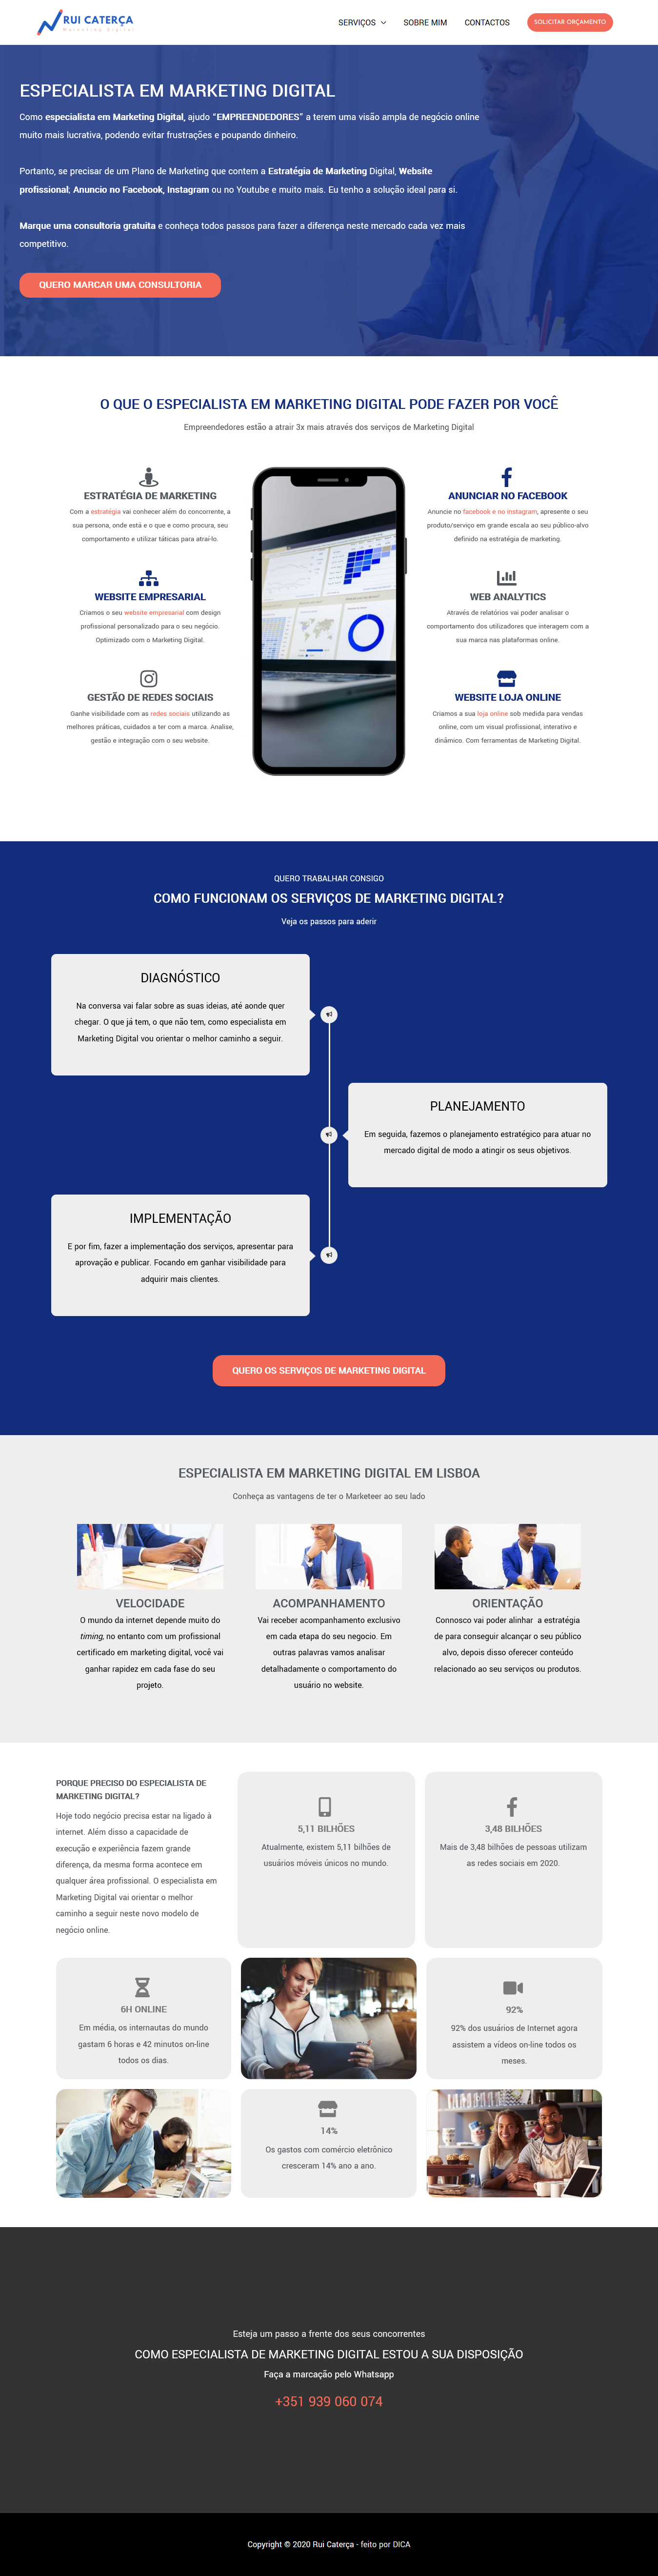 RUI CATERÇA
Marketing Digital
SERVIÇOS
SOBRE MIM
CONTACTOS
SOLICITAR ORÇAMENTO
ESPECIALISTA EM MARKETING DIGITAL
Como especialista em Marketing Digital, ajudo "EMPREENDEDORES" a terem uma visão ampla de negócio online
muito mais lucrativa, podendo evitar frustrações e poupando dinheiro.
Portanto, se precisar de um Plano de Marketing que contem a Estratégia de Marketing Digital, Website
profissional; Anuncio no Facebook, Instagram ou no Youtube e muito mais. Eu tenho a solução ideal para si.
Marque uma consultoria gratuita e conheça todos passos para fazer a diferença neste mercado cada vez mais
competitivo.
QUERO MARCAR UMA CONSULTORIA
O QUE O ESPECIALISTA EM MARKETING DIGITAL PODE FAZER POR VOCÊ
Empreendedores estão a atrair 3x mais através dos serviços de Marketing Digital
ESTRATÉGIA DE MARKETING
Com a estratégia vai conhecer além do concorrente, a
sua persona, onde está e o que e como procura, seu
comportamento e utilizar táticas para atraí-lo.
WEBSITE EMPRESARIAL
Criamos o seu website empresarial com design
profissional personalizado para o seu negócio.
Optimizado com o Marketing Digital.
GESTÃO DE REDES SOCIAIS
Ganhe visibilidade com as redes sociais utilizando as
melhores práticas, cuidados a ter com a marca. Analise,
gestão e integração com o seu website.
ANUNCIAR NO FACEBOOK
Anuncie no facebook e no instagram, apresente o seu
produto/serviço em grande escala ao seu público-alvo
definido na estratégia de marketing.
WEB ANALYTICS
Através de relatórios vai poder analisar o
comportamento dos utilizadores que interagem com a
sua marca nas plataformas online.
WEBSITE LOJA ONLINE
Criamos a sua loja online sob medida para vendas
online, com um visual profissional, interativo e
dinâmico. Com ferramentas de Marketing Digital.
QUERO TRABALHAR CONSIGO
COMO FUNCIONAM OS SERVIÇOS DE MARKETING DIGITAL?
Veja os passos para aderir
DIAGNÓSTICO
Na conversa vai falar sobre as suas ideias, até aonde quer
chegar. O que já tem, o que não tem, como especialista em
Marketing Digital vou orientar o melhor caminho a seguir.
PLANEJAMENTO
Em seguida, fazemos o planejamento estratégico para atuar no
mercado digital de modo a atingir os seus objetivos.
IMPLEMENTAÇÃO
E por fim, fazer a implementação dos serviços, apresentar para
aprovação e publicar. Focando em ganhar visibilidade para
adquirir mais clientes.
QUERO OS SERVIÇOS DE MARKETING DIGITAL
ESPECIALISTA EM MARKETING DIGITAL EM LISBOA
Conheça as vantagens de ter o Marketeer ao seu lado
VELOCIDADE
O mundo da internet depende muito do
timing, no entanto com um profissional
certificado em marketing digital, você vai
ganhar rapidez em cada fase do seu
projeto.
ACOMPANHAMENTO
Vai receber acompanhamento exclusivo
em cada etapa do seu negocio. Em
outras palavras vamos analisar
detalhadamente o comportamento do
usuário no website.
ORIENTAÇÃO
Connosco vai poder alinhar a estratégia
de para conseguir alcançar o seu público
alvo, depois disso oferecer conteúdo
relacionado ao seu serviços ou produtos.
PORQUE PRECISO DO ESPECIALISTA DE
MARKETING DIGITAL?
Hoje todo negócio precisa estar na ligado à
internet. Além disso a capacidade de
execução e experiência fazem grande
diferença, da mesma forma acontece em
qualquer área profissional. O especialista em
Marketing Digital vai orientar o melhor
caminho a seguir neste novo modelo de
negócio online.
5,11 BILHÕES
Atualmente, existem 5,11 bilhões de
usuários móveis únicos no mundo.
3,48 BILHÕES
Mais de 3,48 bilhões de pessoas utilizam
as redes sociais em 2020.
6H ONLINE
Em média, os internautas do mundo
gastam 6 horas e 42 minutos on-line
todos os dias.
92%
92% dos usuários de Internet agora
assistem a vídeos on-line todos os
meses.
14%
Os gastos com comércio eletrônico
cresceram 14% ano a ano.
Esteja um passo a frente dos seus concorrentes
COMO ESPECIALISTA DE MARKETING DIGITAL ESTOU A SUA DISPOSIÇÃO
Faça a marcação pelo Whatsapp
+351 939 060 074
Copyright © 2020 Rui Caterça - feito por DICA